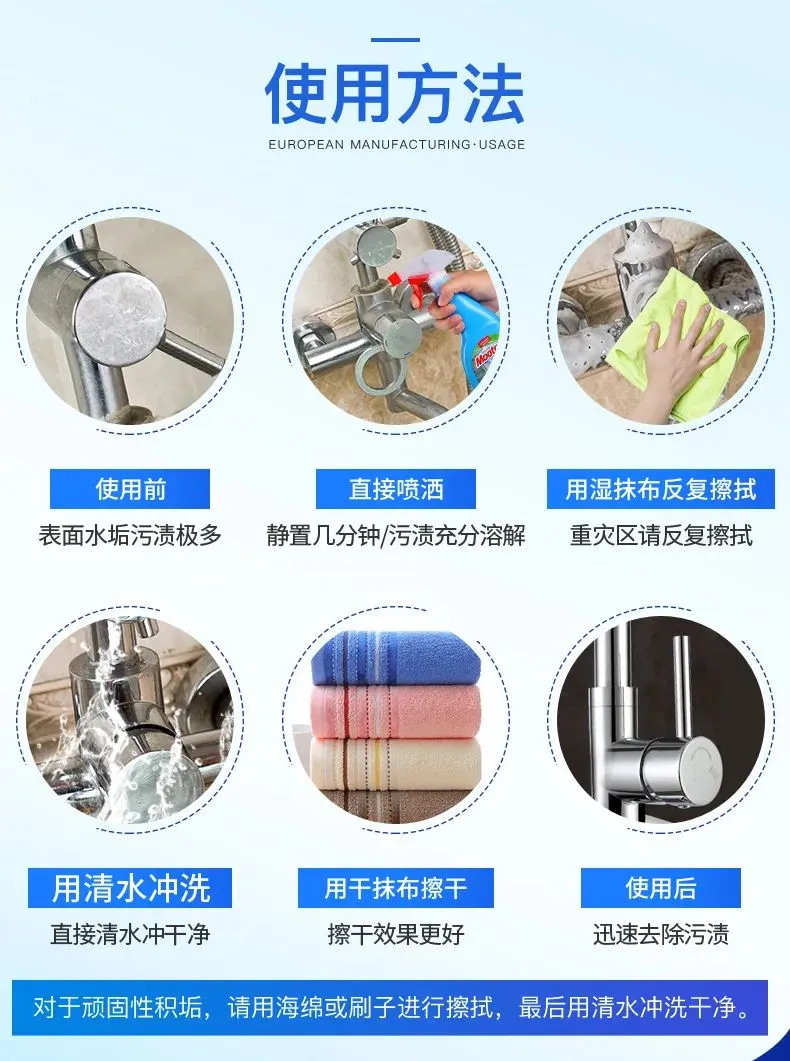 使用方法
EUROPEAN MANUFACTURING·USAGE
使用前
表面水垢污渍极多
直接喷洒
静置几分钟/污渍充分溶解
用湿抹布反复擦拭
重灾区请反复擦拭
用清水冲洗
直接清水冲干净
用干抹布擦干
擦干效果更好
使用后
迅速去除污渍
对于顽固性积垢，请用海绵或刷子进行擦拭，最后用清水冲洗干净。